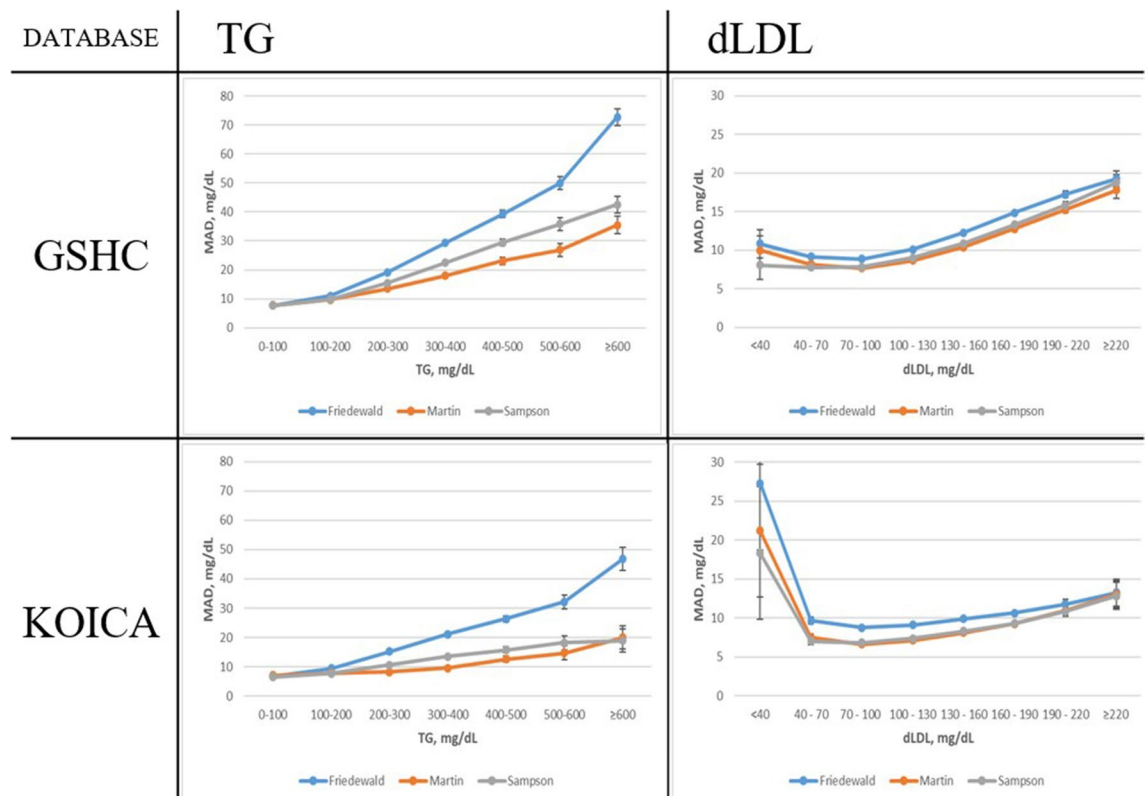 DATABASE TG dLDL
GSHC
MAD, mg/dL
80
70
60
50
40
30
20
10
0
0-100 100-200 200-300 300-400 400-500 500-600 ≥600
TG, mg/dL
Friedewald Martin Sampson
MAD, mg/dL
30
25
20
15
10
5
0
<40 40 - 70 70 - 100 100 - 130 130 - 160 160 - 190 190 - 220 ≥220
dLDL, mg/dL
Friedewald Martin Sampson
KOICA
MAD, mg/dL
80
70
60
50
40
30
20
10
0
0-100 100-200 200-300 300-400 400-500 500-600 ≥600
TG, mg/dL
Friedewald Martin Sampson
MAD, mg/dL
30
25
20
15
10
5
0
<40 40 - 70 70 - 100 100 - 130 130 - 160 160 - 190 190 - 220 ≥220
dLDL, mg/dL
Friedewald Martin Sampson